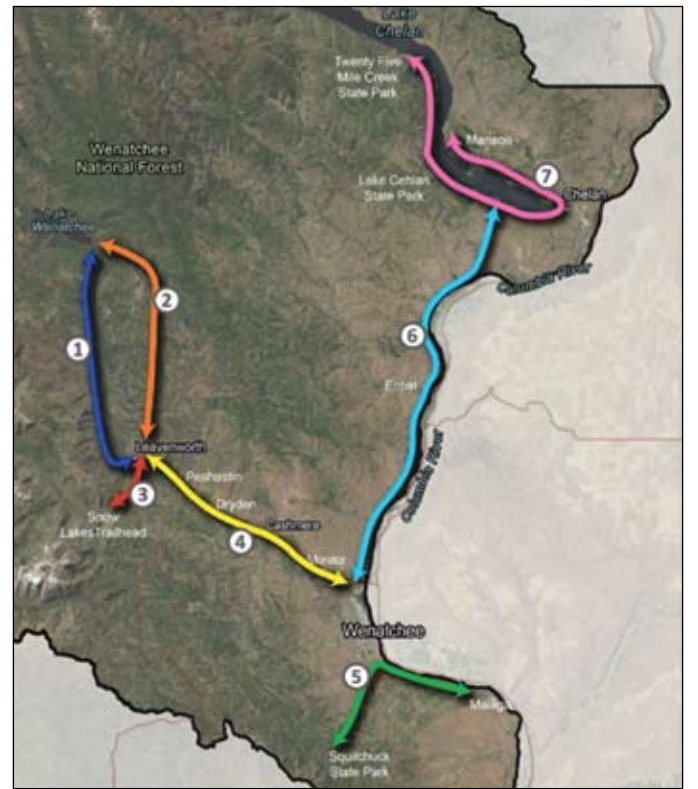 Lake
Chelan
Twenty Five
Mile Creek
State Park
Wenatchee
National Forest
Manson
7
Lake Cehlan
State Park
Chelan
Lake
Wenatchee
Columbia River
2
1
6
Entiat
Columbia River
Leavenworth
Peshastin
3
Dryden
Snow
Lakes Trailhead
Cashmere
4
Monitor
Wenatchee
5
Malaga
Squilchuck
State Park